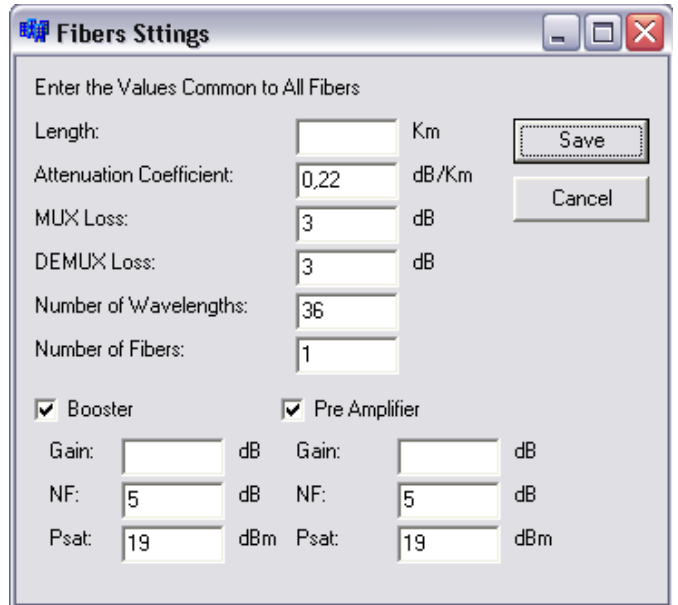 Fibers Sttings
Enter the Values Common to All Fibers
Length: Km
Save
Attenuation Coefficient: 0,22 dB/Km
Cancel
MUX Loss: 3 dB
DEMUX Loss: 3 dB
Number of Wavelengths: 36
Number of Fibers: 1
Booster Pre Amplifier
Gain: dB Gain: dB
NF: 5 dB NF: 5 dB
Psat: 19 dBm Psat: 19 dBm